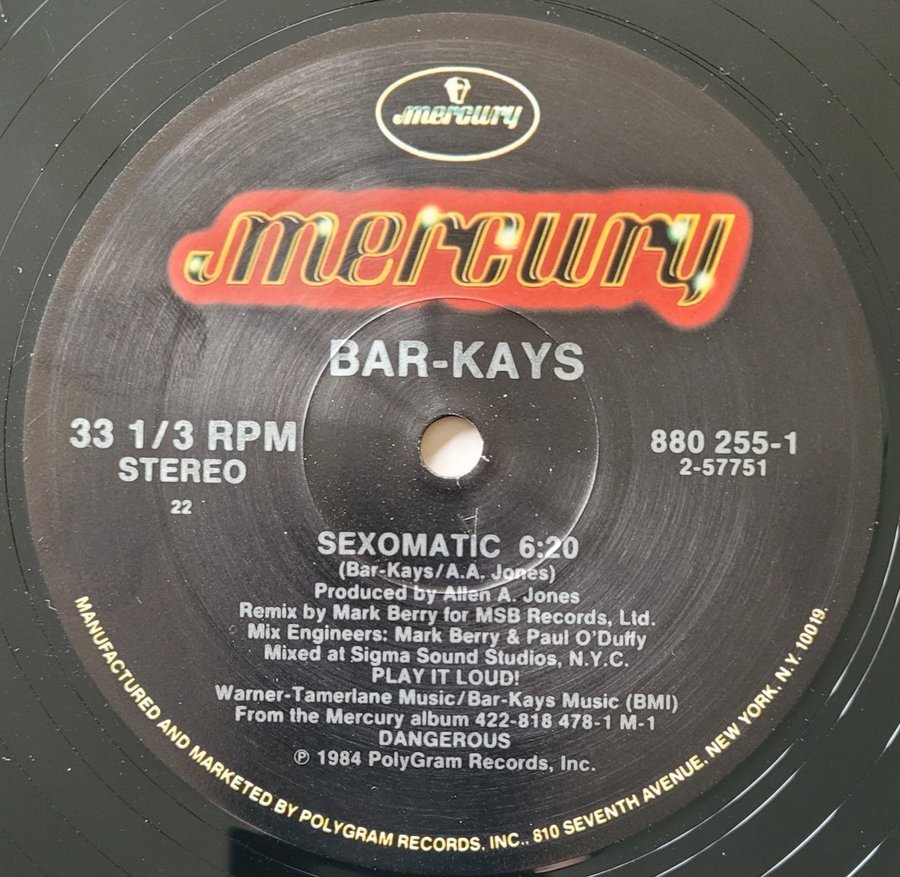 mercury
mercury
BAR-KAYS
33 1/3 RPM
STEREO
22
880 255-1
2-57751
SEXOMATIC 6:20
(Bar-Kays/A.A. Jones)
Produced by Allen A. Jones
Remix by Mark Berry for MSB Records, Ltd.
Mix Engineers: Mark Berry & Paul O'Duffy
Mixed at Sigma Sound Studios, N.Y.C.
PLAY IT LOUD!
Warner-Tamerlane Music/Bar-Kays Music (BMI)
From the Mercury album 422-818 478-1 M-1
DANGEROUS
℗ 1984 PolyGram Records, Inc.
MANUFACTURED AND MARKETED BY POLYGRAM RECORDS, INC., 810 SEVENTH AVENUE, NEW YORK, N.Y. 10019.